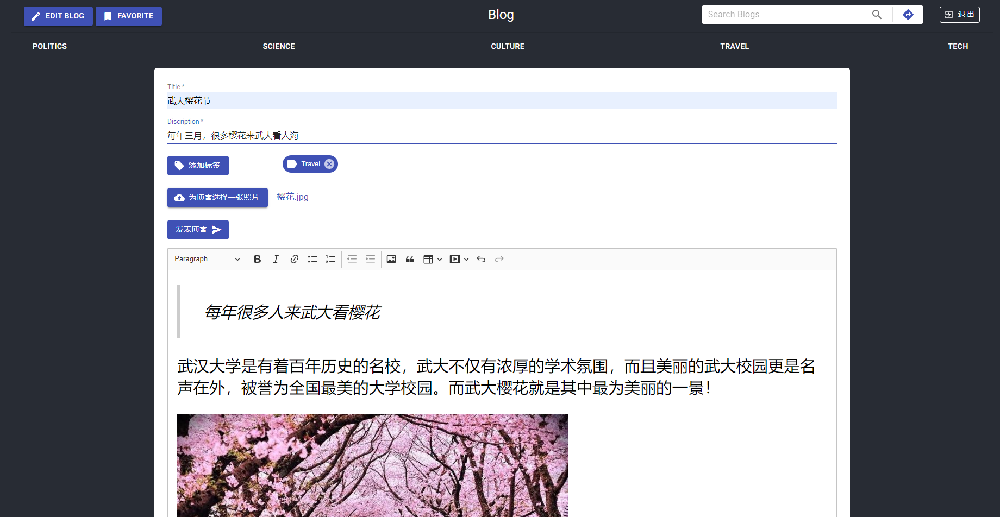 EDIT BLOG
FAVORITE
Blog
Search Blogs
退 出
POLITICS
SCIENCE
CULTURE
TRAVEL
TECH
Title *
武大樱花节
Discription *
每年三月，很多樱花来武大看人海
添加标签
Travel
为博客选择一张照片
樱花.jpg
发表博客
Paragraph
每年很多人来武大看樱花
武汉大学是有着百年历史的名校，武大不仅有浓厚的学术氛围，而且美丽的武大校园更是名
声在外，被誉为全国最美的大学校园。而武大樱花就是其中最为美丽的一景！